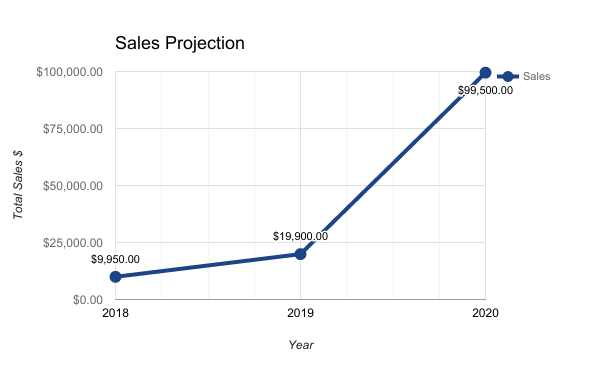 Sales Projection
$100,000.00
Sales
$99,500.00
$75,000.00
Total Sales $
$50,000.00
$25,000.00
$19,900.00
$9,950.00
$0.00
2018
2019
2020
Year